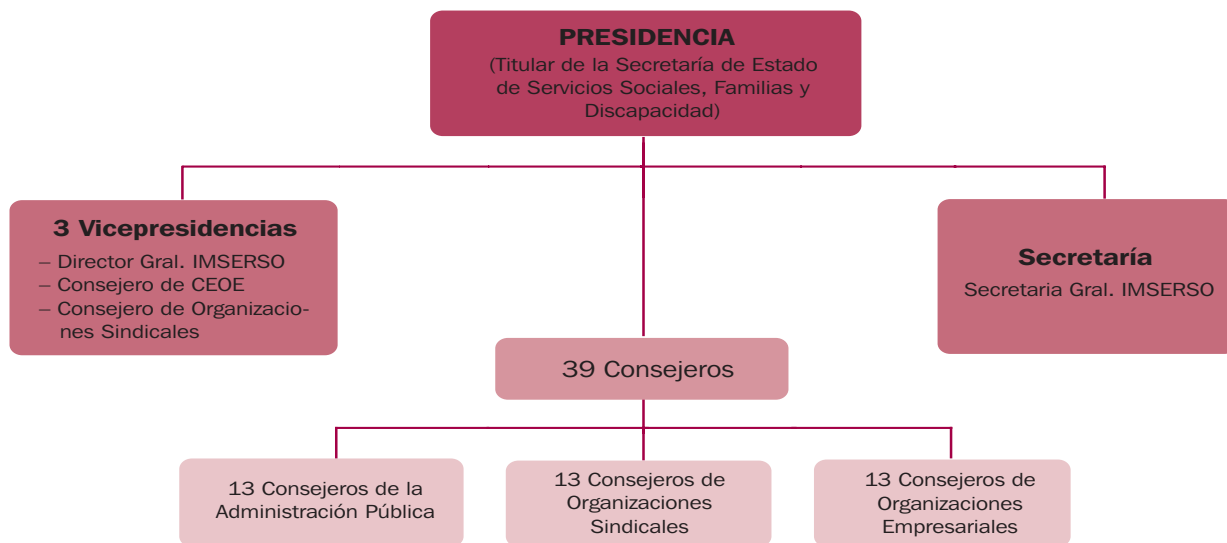 PRESIDENCIA
(Titular de la Secretaría de Estado
de Servicios Sociales, Familias y
Discapacidad)
3 Vicepresidencias
– Director Gral. IMSERSO
– Consejero de CEOE
– Consejero de Organizacio-
nes Sindicales
Secretaría
Secretaria Gral. IMSERSO
39 Consejeros
13 Consejeros de la
Administración Pública
13 Consejeros de
Organizaciones
Sindicales
13 Consejeros de
Organizaciones
Empresariales